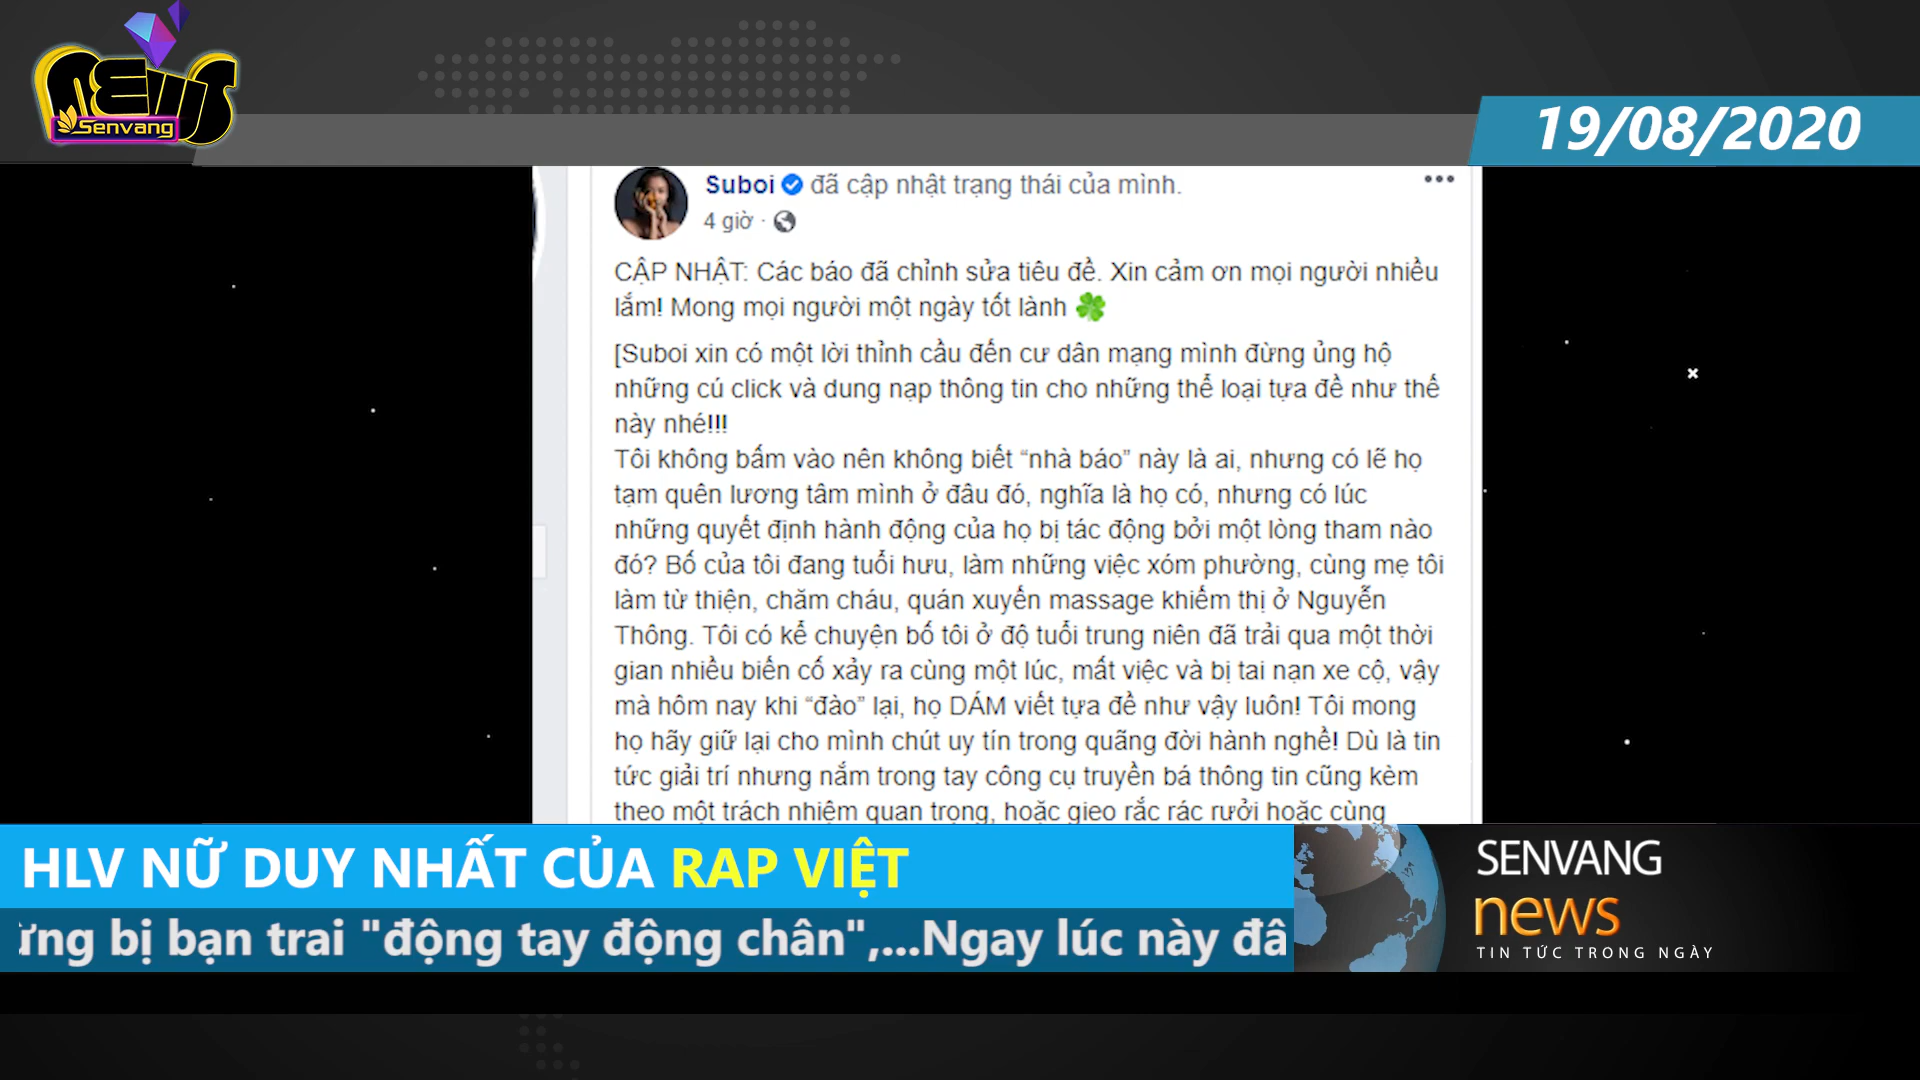 NEWS
Senvang
19/08/2020
Suboi đã cập nhật trạng thái của mình.
4 giờ ·
CẬP NHẬT: Các báo đã chỉnh sửa tiêu đề. Xin cảm ơn mọi người nhiều
lắm! Mong mọi người một ngày tốt lành 🍀
[Suboi xin có một lời thỉnh cầu đến cư dân mạng mình đừng ủng hộ
những cú click và dung nạp thông tin cho những thể loại tựa đề như thế
này nhé!!!
Tôi không bấm vào nên không biết “nhà báo” này là ai, nhưng có lẽ họ
tạm quên lương tâm mình ở đâu đó, nghĩa là họ có, nhưng có lúc
những quyết định hành động của họ bị tác động bởi một lòng tham nào
đó? Bố của tôi đang tuổi hưu, làm những việc xóm phường, cùng mẹ tôi
làm từ thiện, chăm cháu, quán xuyến massage khiếm thị ở Nguyễn
Thông. Tôi có kể chuyện bố tôi ở độ tuổi trung niên đã trải qua một thời
gian nhiều biến cố xảy ra cùng một lúc, mất việc và bị tai nạn xe cộ, vậy
mà hôm nay khi “đào” lại, họ DÁM viết tựa đề như vậy luôn! Tôi mong
họ hãy giữ lại cho mình chút uy tín trong quãng đời hành nghề! Dù là tin
tức giải trí nhưng nắm trong tay công cụ truyền bá thông tin cũng kèm
theo một trách nhiệm quan trọng, hoặc gieo rắc rác rưởi hoặc cùng
HLV NỮ DUY NHẤT CỦA RAP VIỆT
ừng bị bạn trai "động tay động chân",...Ngay lúc này đâ
SENVANG
news
TIN TỨC TRONG NGÀY